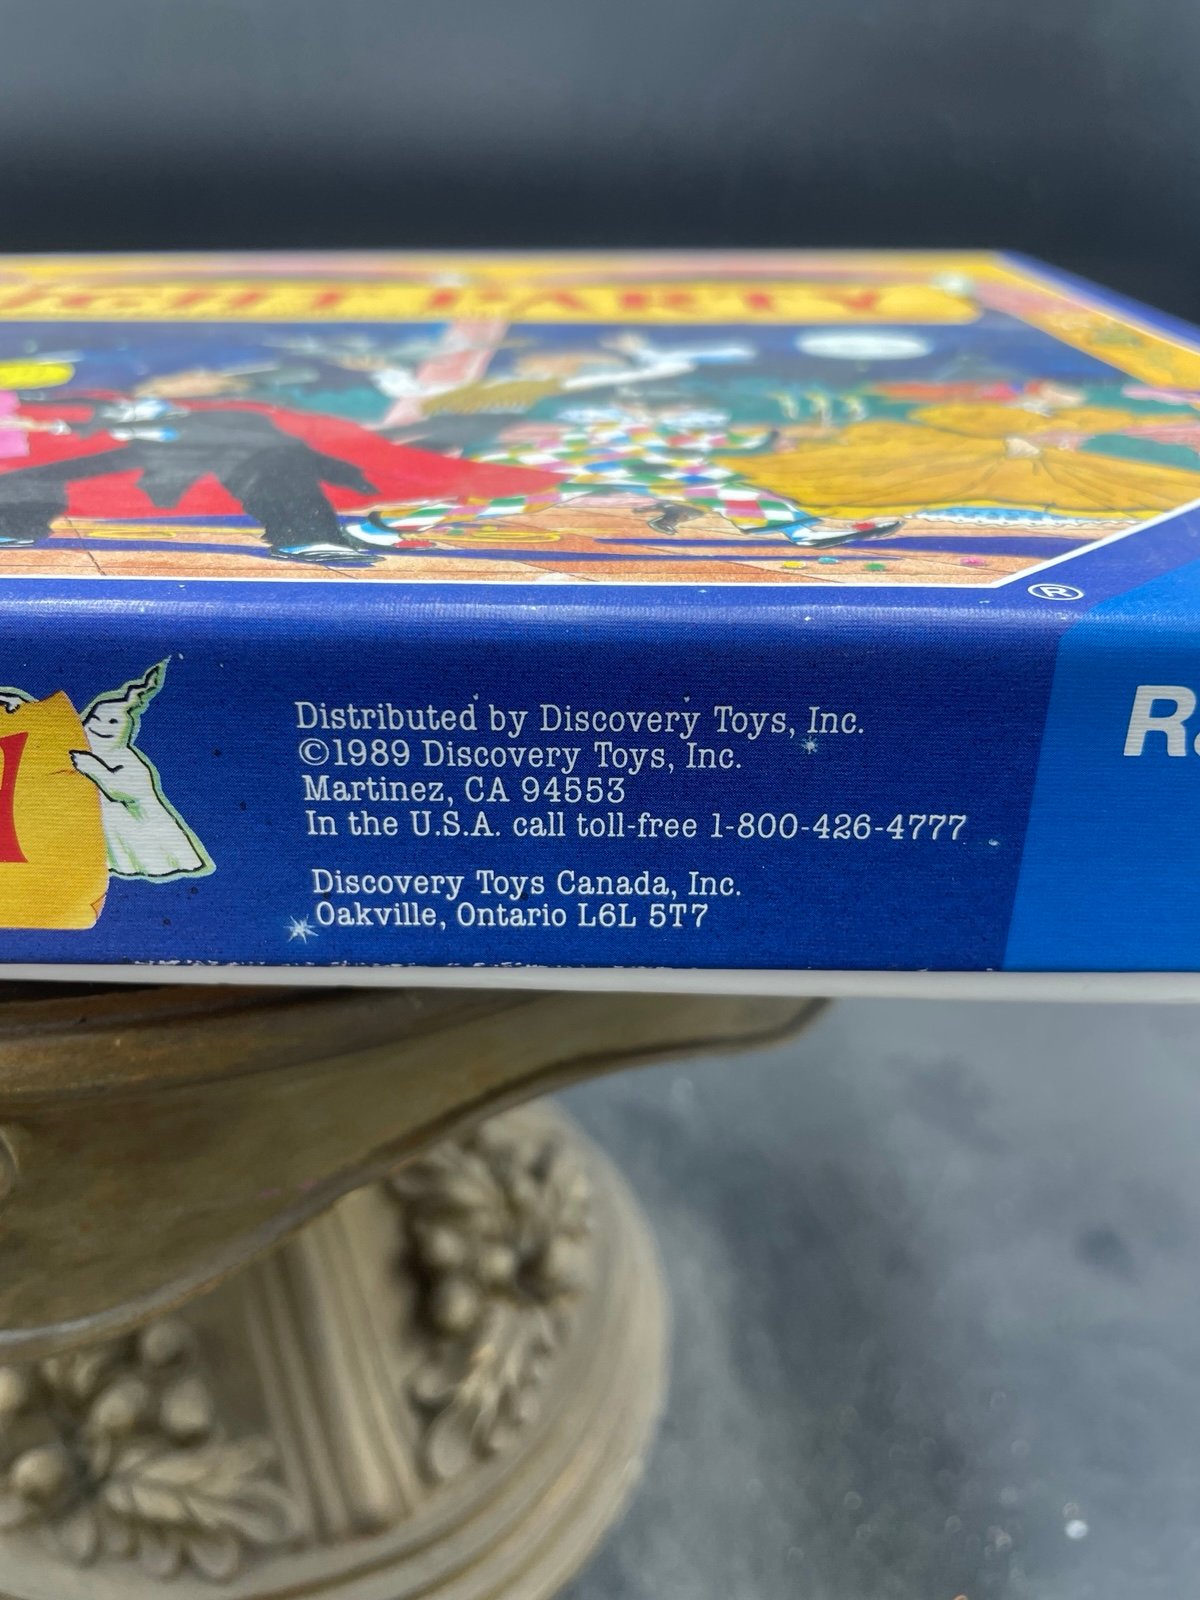 PARTY
®
Distributed by Discovery Toys, Inc.
©1989 Discovery Toys, Inc.
Martinez, CA 94553
In the U.S.A. call toll-free 1-800-426-4777
Discovery Toys Canada, Inc.
Oakville, Ontario L6L 5T7